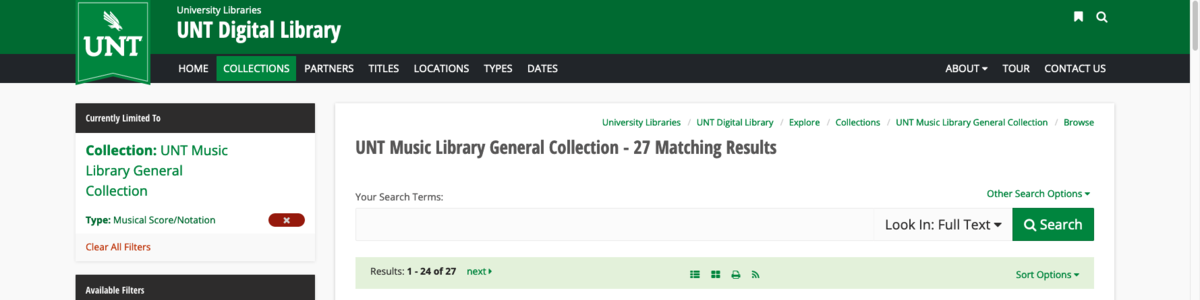 University Libraries
UNT Digital Library
UNT
HOME COLLECTIONS PARTNERS TITLES LOCATIONS TYPES DATES ABOUT TOUR CONTACT US
Currently Limited To
Collection: UNT Music
Library General
Collection
Type: Musical Score/Notation
Clear All Filters
Available Filters
University Libraries / UNT Digital Library / Explore / Collections / UNT Music Library General Collection / Browse
UNT Music Library General Collection - 27 Matching Results
Other Search Options
Your Search Terms:
Look In: Full Text Search
Results: 1 - 24 of 27 next
Sort Options